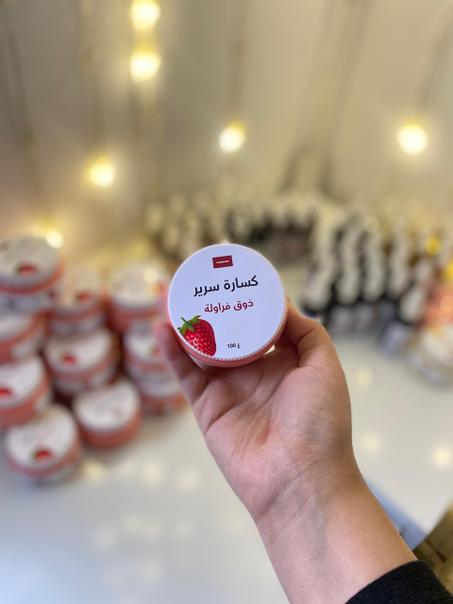 كسارة سرير
ذوق فراولة
100 غ